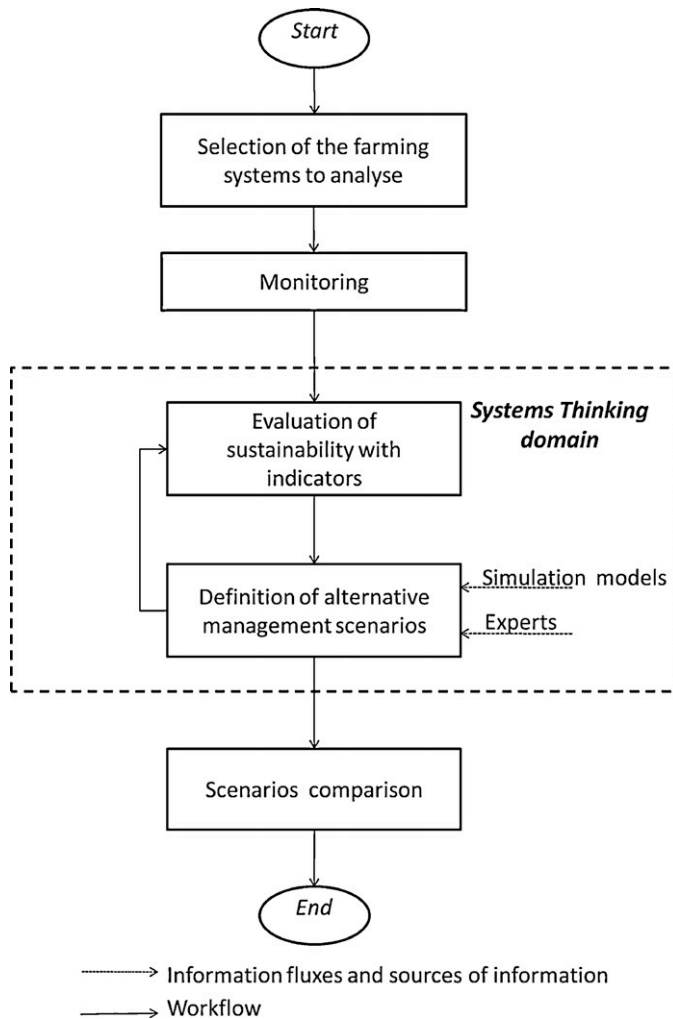 Start
Selection of the farming
systems to analyse
Monitoring
Evaluation of
sustainability with
indicators
Systems Thinking
domain
Definition of alternative
management scenarios
Simulation models
Experts
Scenarios comparison
End
Information fluxes and sources of information
Workflow